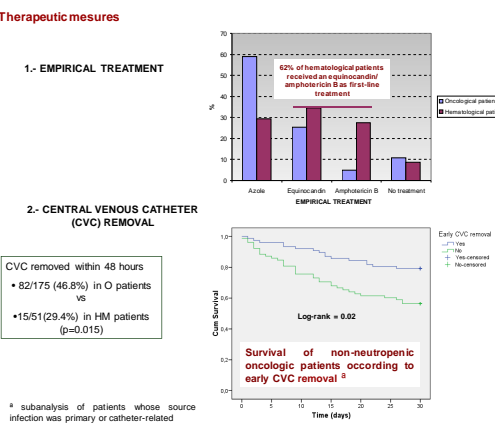 Therapeutic mesures
1.- EMPIRICAL TREATMENT
70
60
50
40
30
20
10
0
%
62% of hematological patients
received an equinocandin/
amphotericin B as first-line
treatment
Azole Equinocandin Amphotericin B No treatment
EMPIRICAL TREATMENT
Oncological patien
Hematological pati
2.- CENTRAL VENOUS CATHETER
(CVC) REMOVAL
CVC removed within 48 hours
• 82/175 (46.8%) in O patients
vs
•15/51(29.4%) in HM patients
(p=0.015)
1,0
0,8
0,6
0,4
0,2
0,0
Cum Survival
Log-rank = 0.02
Survival of non-neutropenic
oncologic patients occording to
early CVC removal a
0 5 10 15 20 25 30
Time (days)
Early CVC removal
Yes
No
Yes-censored
No-censored
a subanalysis of patients whose source
infection was primary or catheter-related